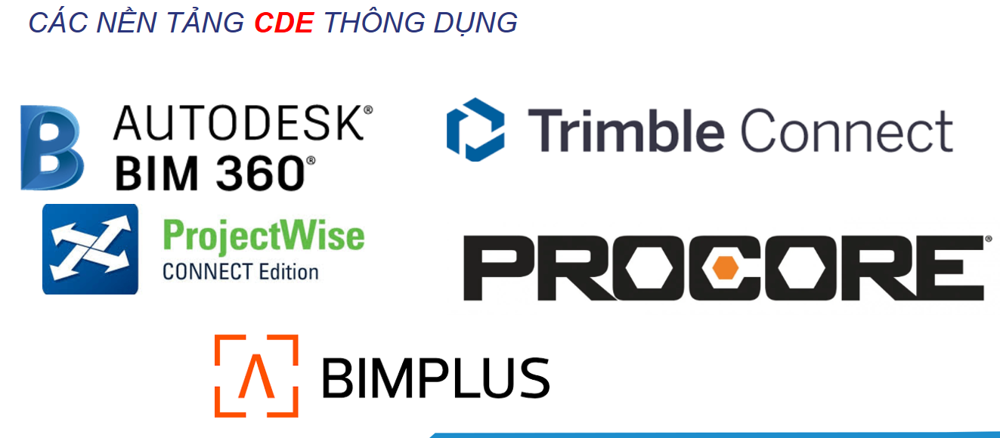 CÁC NỀN TẢNG CDE THÔNG DỤNG
AUTODESK®
BIM 360®
Trimble Connect
ProjectWise
CONNECT Edition
PROCORE®
BIMPLUS